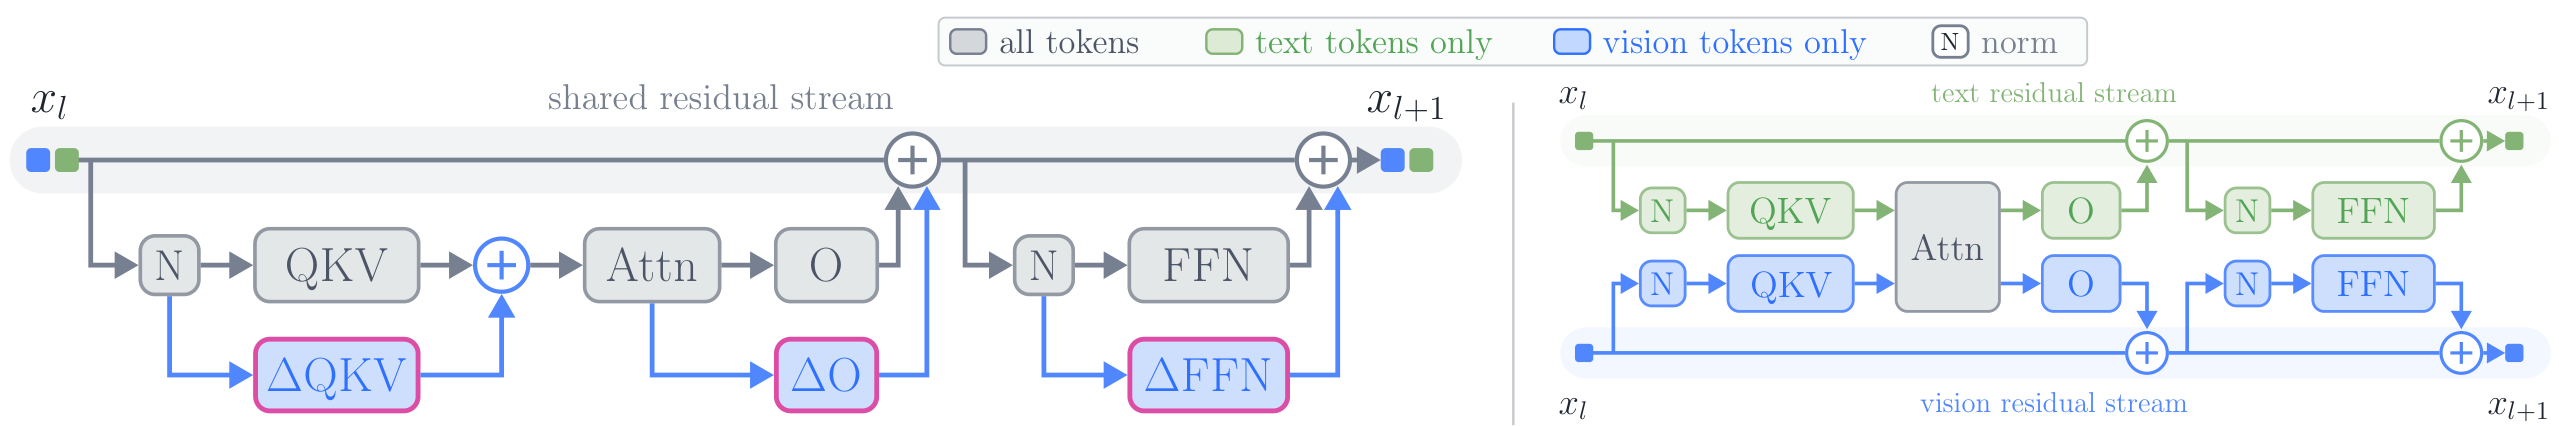 all tokens text tokens only vision tokens only N norm
x_l shared residual stream x_{l+1}
N QKV Attn O N FFN
ΔQKV ΔO ΔFFN
x_l text residual stream x_{l+1}
N QKV O N FFN
Attn
N QKV O N FFN
x_l vision residual stream x_{l+1}